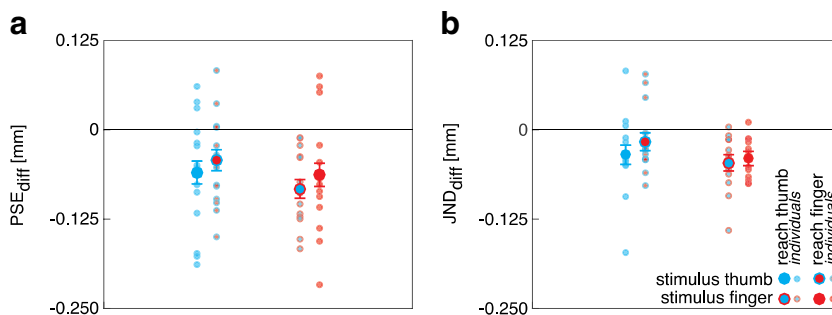 a
0.125
0
-0.125
-0.250
PSEdiff [mm]
b
0.125
0
-0.125
-0.250
JNDdiff [mm]
reach thumb
individuals
reach finger
individuals
stimulus thumb
stimulus finger